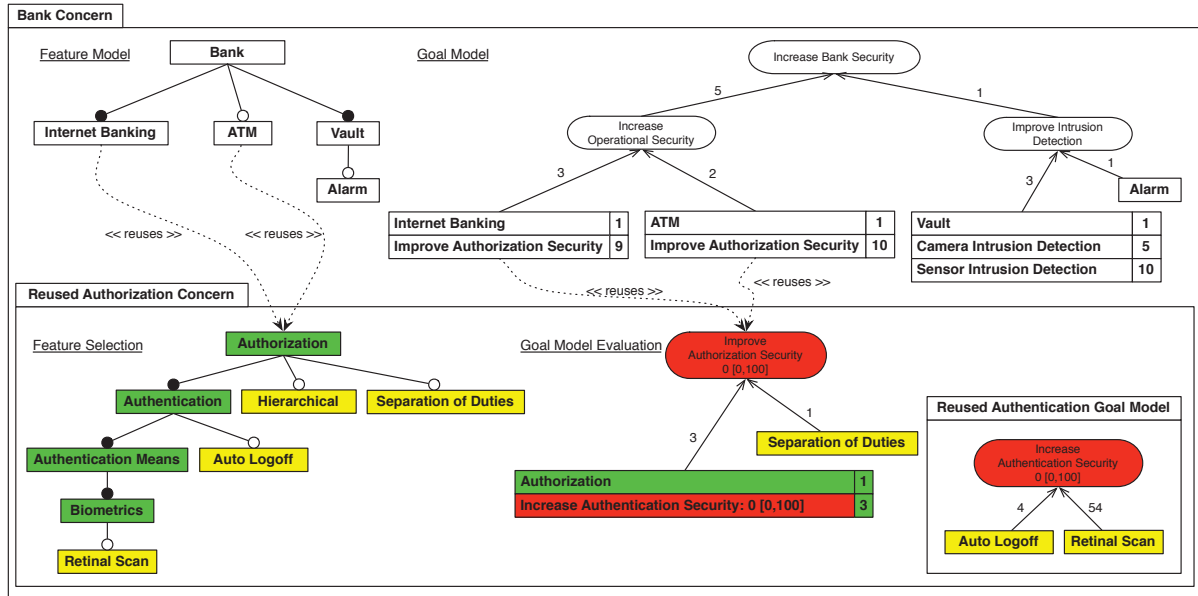 Bank Concern
Feature Model
Bank
Internet Banking
ATM
Vault
Alarm
<< reuses >>
<< reuses >>
Goal Model
Increase Bank Security
5
1
Increase
Operational Security
Improve Intrusion
Detection
3
2
3
1
Alarm
Internet Banking 1
Improve Authorization Security 9
ATM 1
Improve Authorization Security 10
Vault 1
Camera Intrusion Detection 5
Sensor Intrusion Detection 10
<< reuses >>
<< reuses >>
Reused Authorization Concern
Feature Selection
Authorization
Authentication
Hierarchical
Separation of Duties
Authentication Means
Auto Logoff
Biometrics
Retinal Scan
Goal Model Evaluation
Improve
Authorization Security
0 [0,100]
3
1
Separation of Duties
Authorization 1
Increase Authentication Security: 0 [0,100] 3
Reused Authentication Goal Model
Increase
Authentication Security
0 [0,100]
4
54
Auto Logoff
Retinal Scan